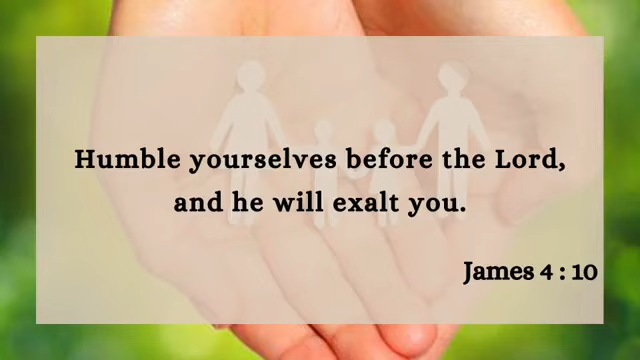 Humble yourselves before the Lord,
and he will exalt you.
James 4 : 10